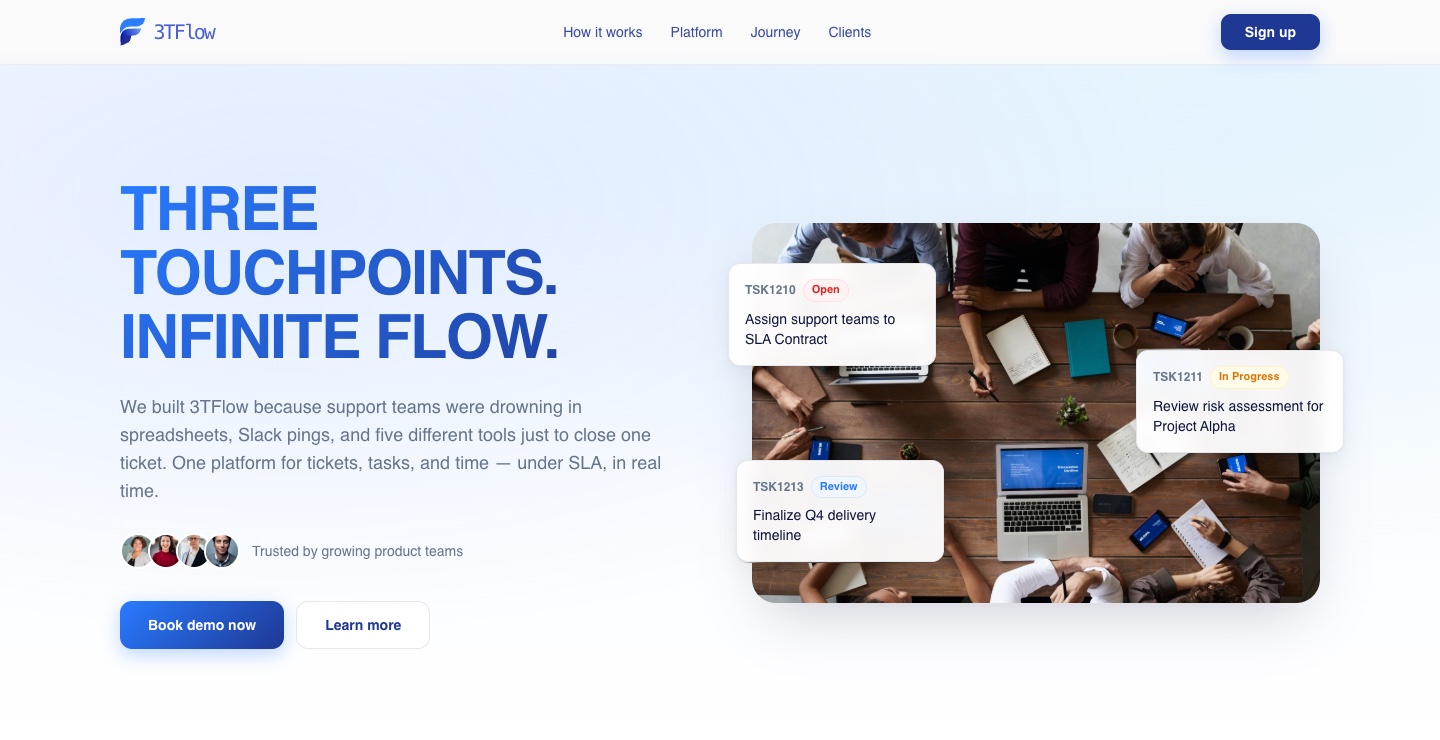 3TFlow
How it works
Platform
Journey
Clients
Sign up
THREE
TOUCHPOINTS.
INFINITE FLOW.
We built 3TFlow because support teams were drowning in
spreadsheets, Slack pings, and five different tools just to close one
ticket. One platform for tickets, tasks, and time — under SLA, in real
time.
Trusted by growing product teams
Book demo now
Learn more
TSK1210 Open
Assign support teams to
SLA Contract
TSK1211 In Progress
Review risk assessment for
Project Alpha
TSK1213 Review
Finalize Q4 delivery
timeline